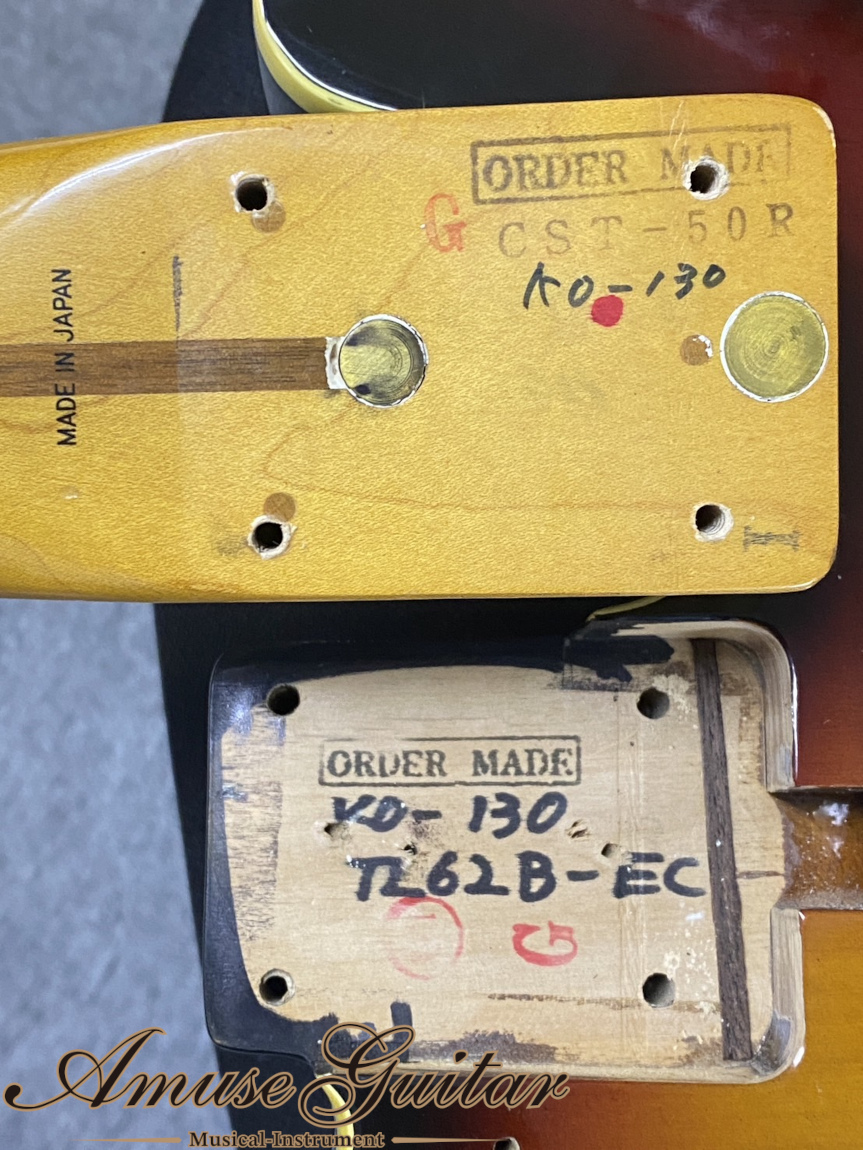 ORDER MADE
G
CST-50R
KO-130
MADE IN JAPAN
ORDER MADE
KO-130
TL62B-EC
G
Amuse Guitar
Musical-Instrument